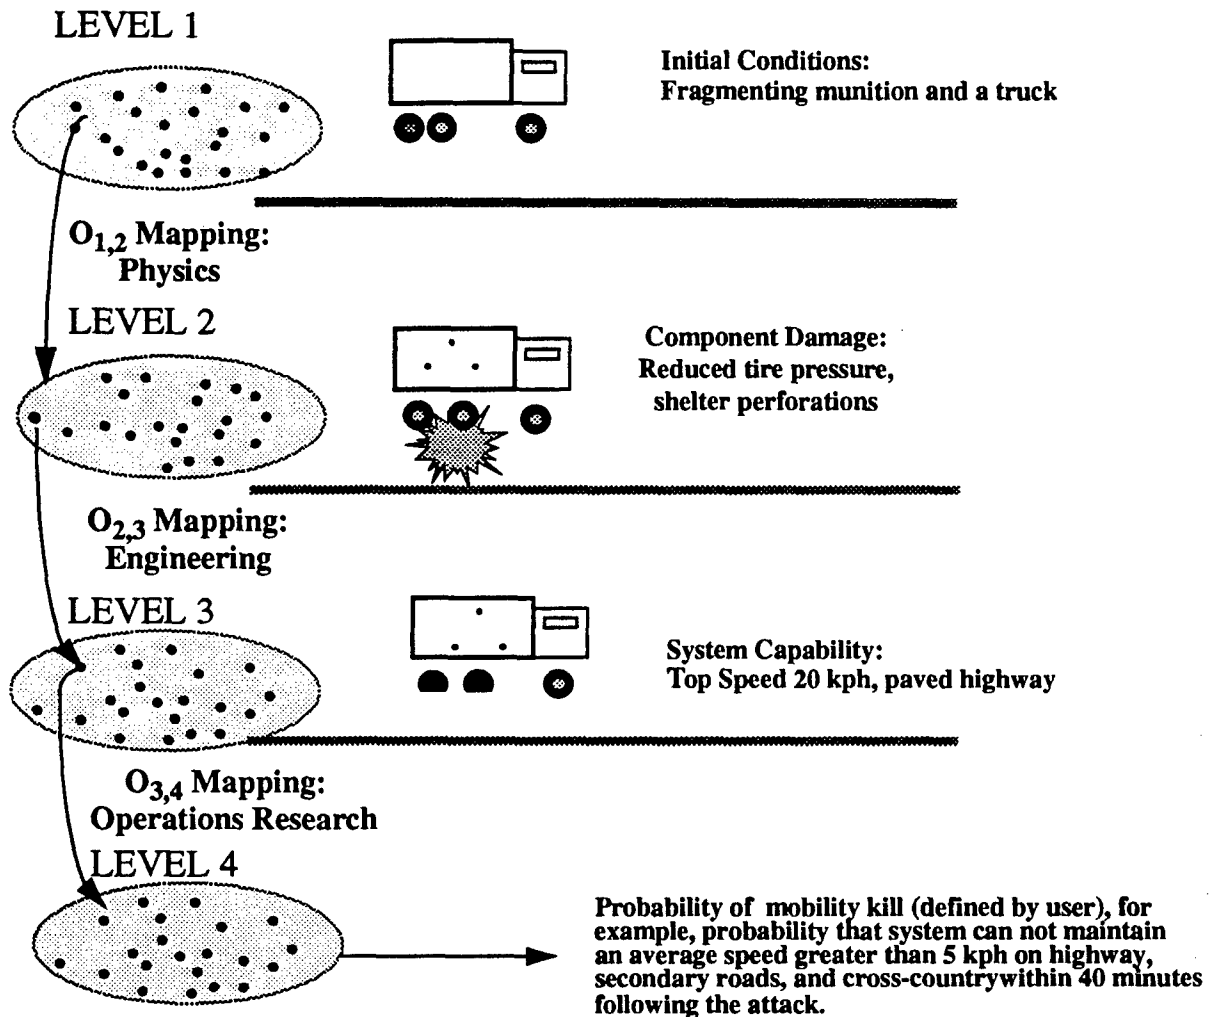 LEVEL 1
Initial Conditions:
Fragmenting munition and a truck
O1,2 Mapping:
Physics
LEVEL 2
Component Damage:
Reduced tire pressure,
shelter perforations
O2,3 Mapping:
Engineering
LEVEL 3
System Capability:
Top Speed 20 kph, paved highway
O3,4 Mapping:
Operations Research
LEVEL 4
Probability of mobility kill (defined by user), for
example, probability that system can not maintain
an average speed greater than 5 kph on highway,
secondary roads, and cross-countrywithin 40 minutes
following the attack.